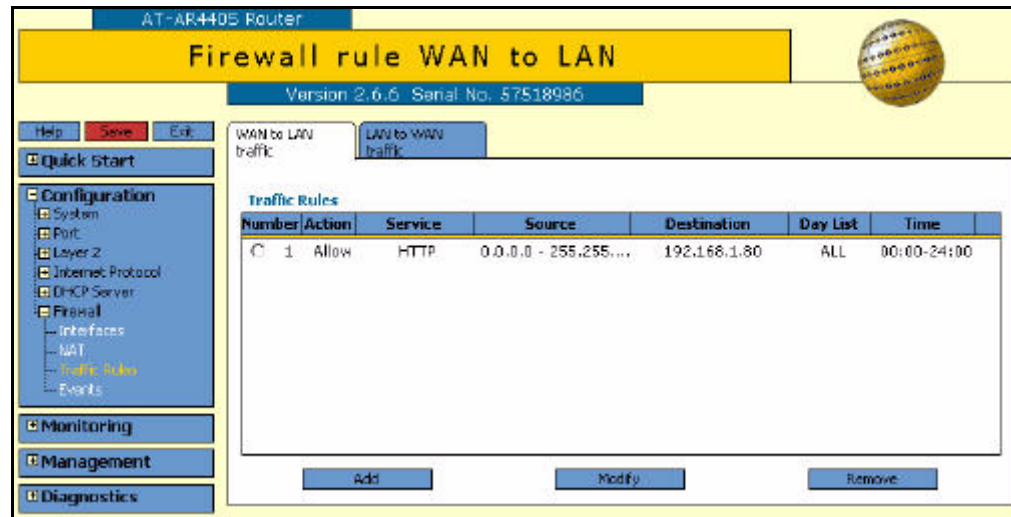 AT-AR440S Router
Firewall rule WAN to LAN
Version 2.6.6 Serial No. 57518986
Help Save Exit
Quick Start
Configuration
System
Port
Layer 2
Internet Protocol
DHCP Server
Firewall
Interfaces
NAT
Traffic Rules
Events
Monitoring
Management
Diagnostics
WAN to LAN traffic
LAN to WAN traffic
Traffic Rules
Number Action Service Source Destination Day List Time
1 Allow HTTP 0.0.0.0 - 255.255.... 192.168.1.80 ALL 00:00-24:00
Add Modify Remove